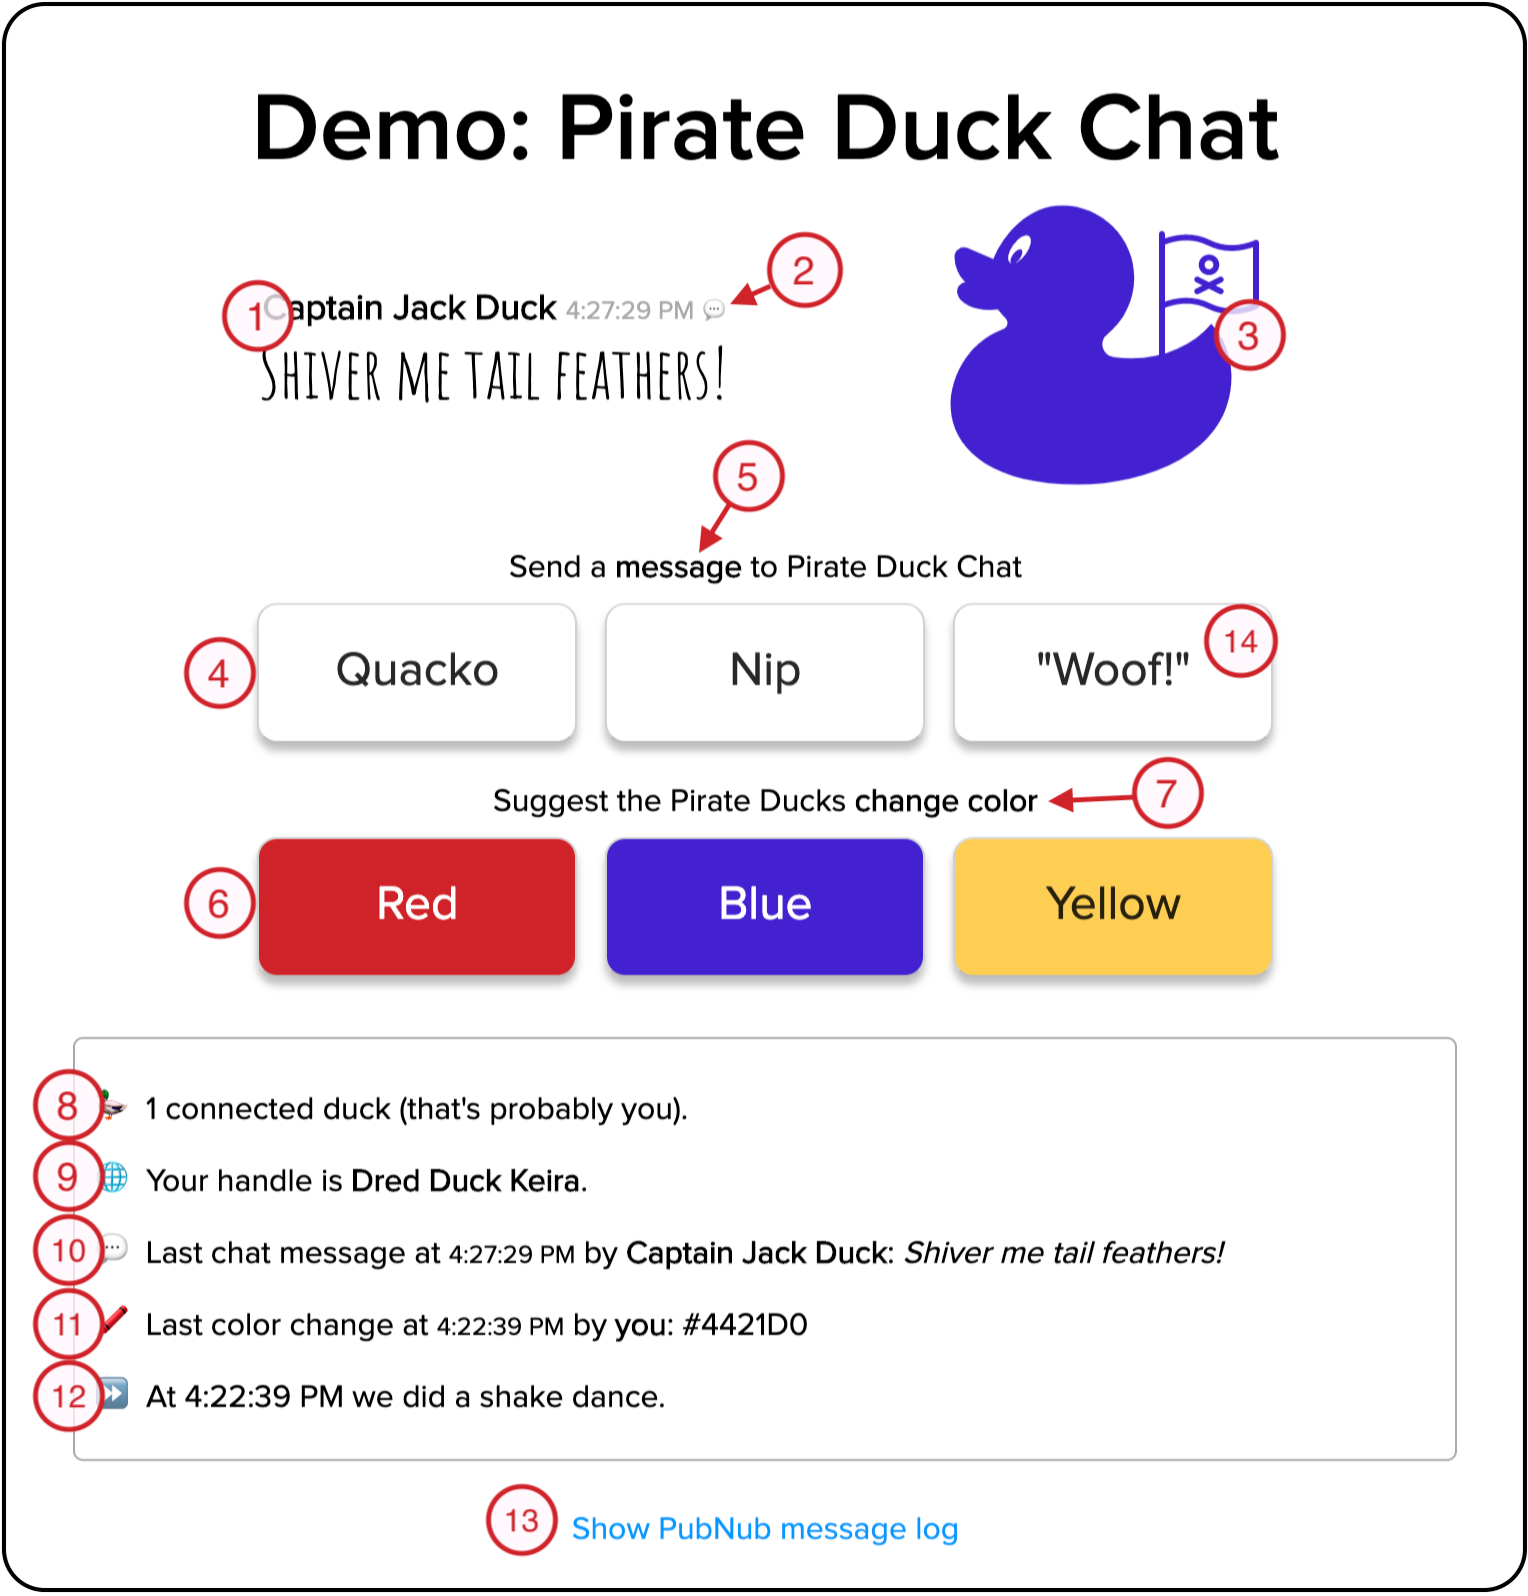 Demo: Pirate Duck Chat
2
1 Captain Jack Duck 4:27:29 PM
3
Shiver me tail feathers!
5
Send a message to Pirate Duck Chat
4 Quacko Nip "Woof!" 14
Suggest the Pirate Ducks change color 7
6 Red Blue Yellow
8 1 connected duck (that's probably you).
9 Your handle is Dred Duck Keira.
10 Last chat message at 4:27:29 PM by Captain Jack Duck: Shiver me tail feathers!
11 Last color change at 4:22:39 PM by you: #4421D0
12 At 4:22:39 PM we did a shake dance.
13 Show PubNub message log